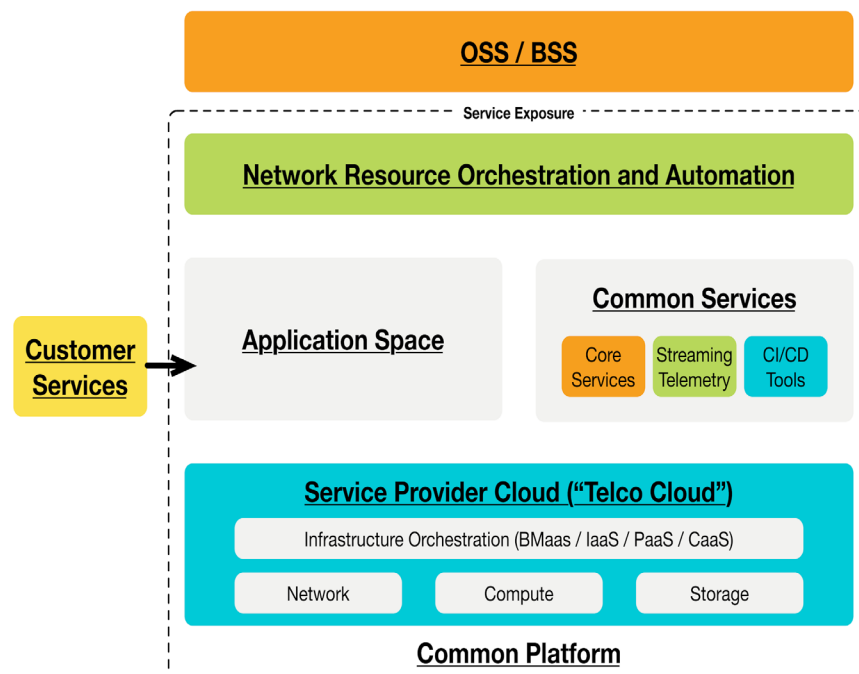 OSS / BSS
Service Exposure
Network Resource Orchestration and Automation
Customer
Services
Application Space
Common Services
Core
Services
Streaming
Telemetry
CI/CD
Tools
Service Provider Cloud (“Telco Cloud”)
Infrastructure Orchestration (BMaas / IaaS / PaaS / CaaS)
Network
Compute
Storage
Common Platform